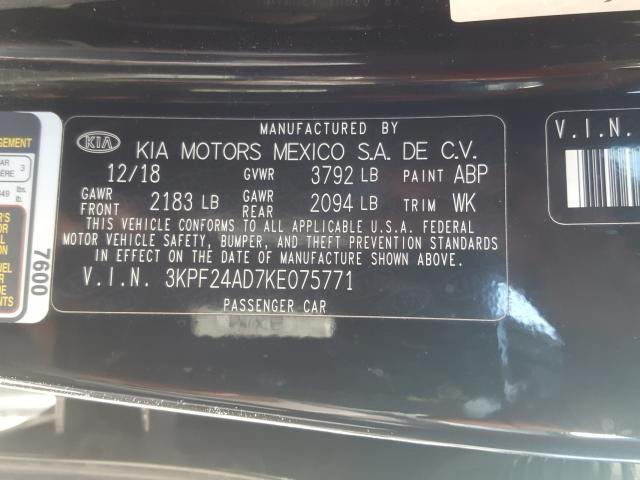 MANUFACTURED BY
KIA KIA MOTORS MEXICO S.A. DE C.V.
12/18 GVWR 3792 LB PAINT ABP
GAWR FRONT 2183 LB GAWR REAR 2094 LB TRIM WK
THIS VEHICLE CONFORMS TO ALL APPLICABLE U.S.A. FEDERAL
MOTOR VEHICLE SAFETY, BUMPER, AND THEFT PREVENTION STANDARDS
IN EFFECT ON THE DATE OF MANUFACTURE SHOWN ABOVE.
V.I.N. 3KPF24AD7KE075771
PASSENGER CAR
7600
V.I.N.